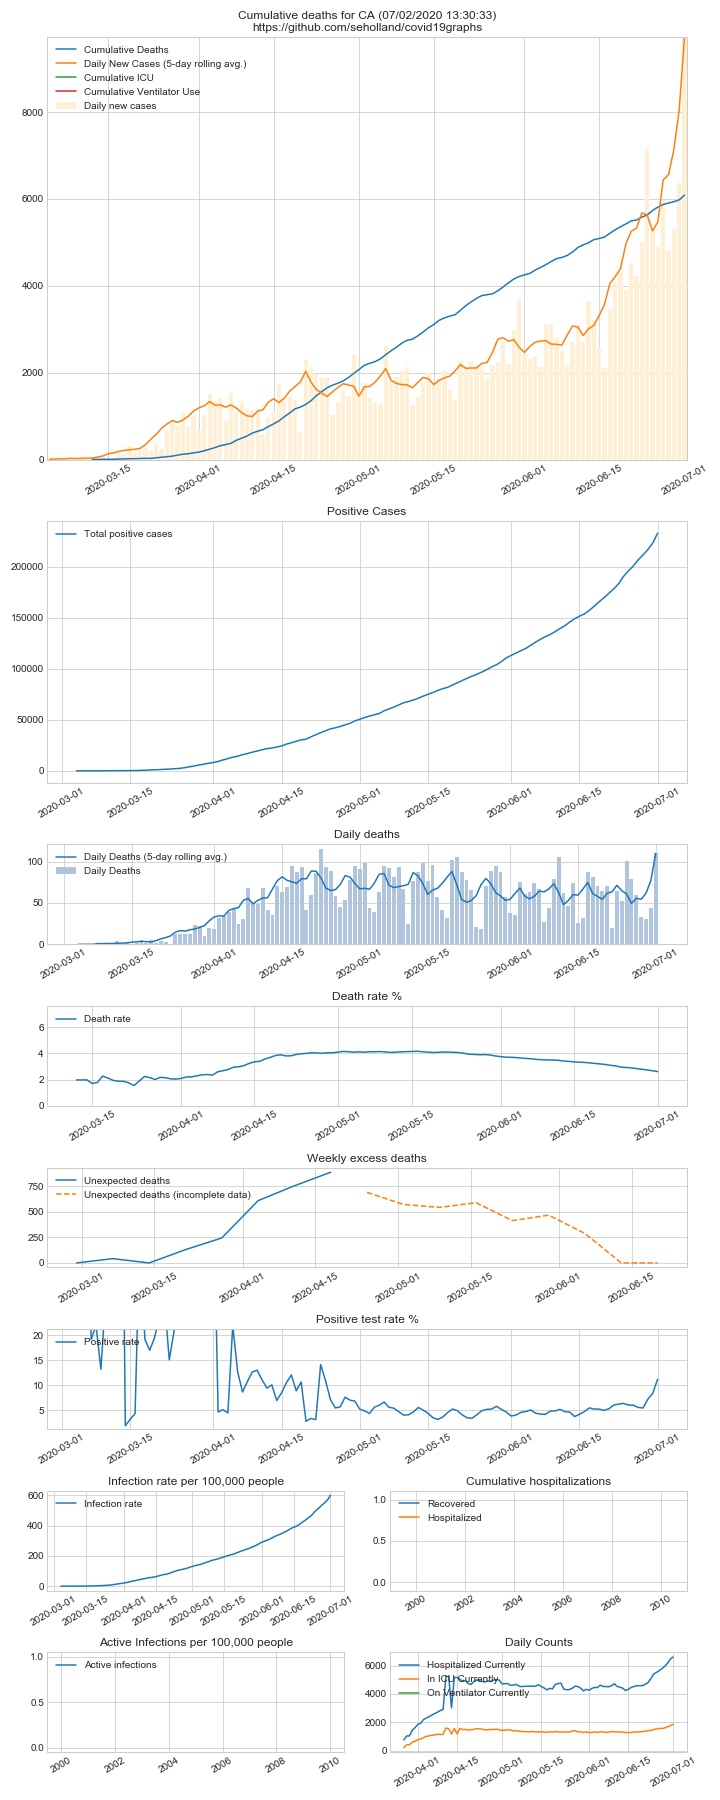 Cumulative deaths for CA (07/02/2020 13:30:33)
https://github.com/seholland/covid19graphs
Cumulative Deaths
Daily New Cases (5-day rolling avg.)
Cumulative ICU
Cumulative Ventilator Use
Daily new cases
8000
6000
4000
2000
0
2020-03-15 2020-04-01 2020-04-15 2020-05-01 2020-05-15 2020-06-01 2020-06-15 2020-07-01
Positive Cases
Total positive cases
200000
150000
100000
50000
0
2020-03-01 2020-03-15 2020-04-01 2020-04-15 2020-05-01 2020-05-15 2020-06-01 2020-06-15 2020-07-01
Daily deaths
Daily Deaths (5-day rolling avg.)
Daily Deaths
100
50
0
2020-03-01 2020-03-15 2020-04-01 2020-04-15 2020-05-01 2020-05-15 2020-06-01 2020-06-15 2020-07-01
Death rate %
Death rate
6
4
2
0
2020-03-15 2020-04-01 2020-04-15 2020-05-01 2020-05-15 2020-06-01 2020-06-15 2020-07-01
Weekly excess deaths
Unexpected deaths
Unexpected deaths (incomplete data)
750
500
250
0
2020-03-01 2020-03-15 2020-04-01 2020-04-15 2020-05-01 2020-05-15 2020-06-01 2020-06-15
Positive test rate %
Positive rate
20
15
10
5
2020-03-01 2020-03-15 2020-04-01 2020-04-15 2020-05-01 2020-05-15 2020-06-01 2020-06-15 2020-07-01
Infection rate per 100,000 people
Infection rate
600
400
200
0
2020-03-01 2020-03-15 2020-04-01 2020-04-15 2020-05-01 2020-05-15 2020-06-01 2020-06-15 2020-07-01
Cumulative hospitalizations
Recovered
Hospitalized
1.0
0.5
0.0
2000 2002 2004 2006 2008 2010
Active Infections per 100,000 people
Active infections
1.0
0.5
0.0
2000 2002 2004 2006 2008 2010
Daily Counts
Hospitalized Currently
In ICU Currently
On Ventilator Currently
6000
4000
2000
0
2020-04-01 2020-04-15 2020-05-01 2020-05-15 2020-06-01 2020-06-15 2020-07-01